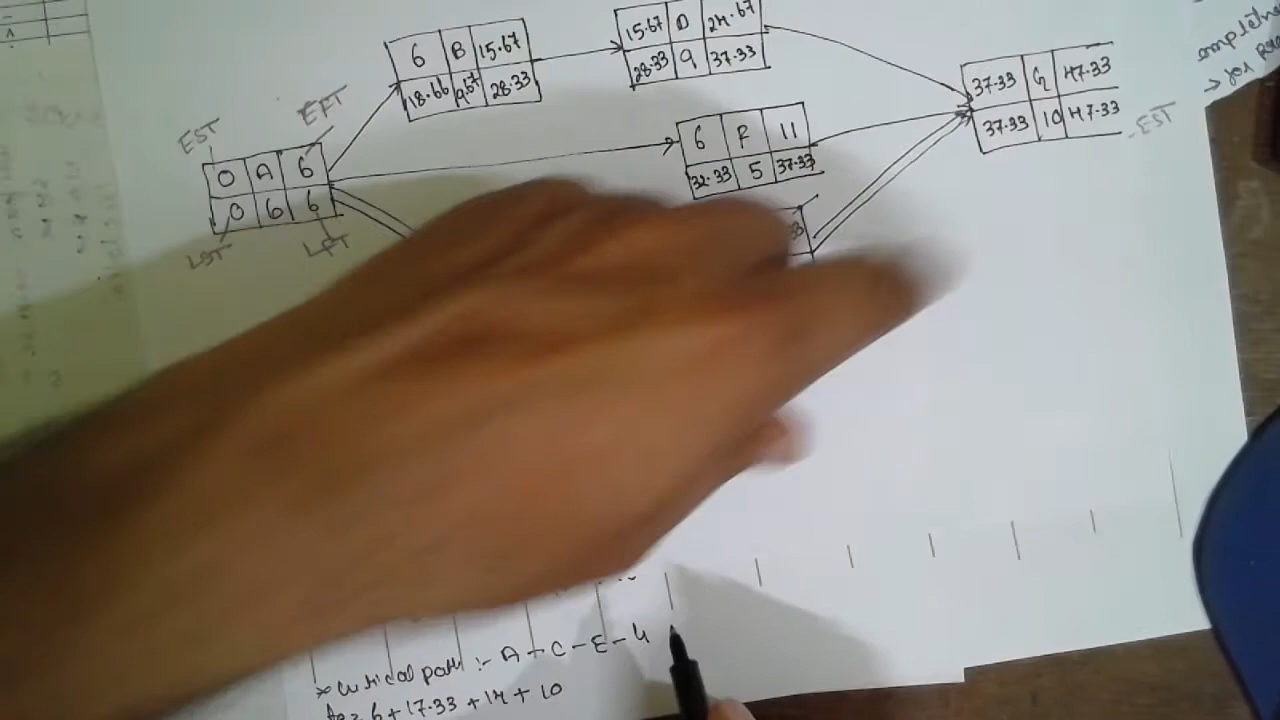 EST EFT
0 A 6
0 6 6
LST LFT
6 B 15.67
18.66 9.67 28.33
15.67 D 24.67
28.33 9 37.33
6 F 11
32.33 5 37.33
37.33 G 47.33
37.33 10 47.33
EST
* Critical path :- A - C - E - G
6 + 17.33 + 14 + 10